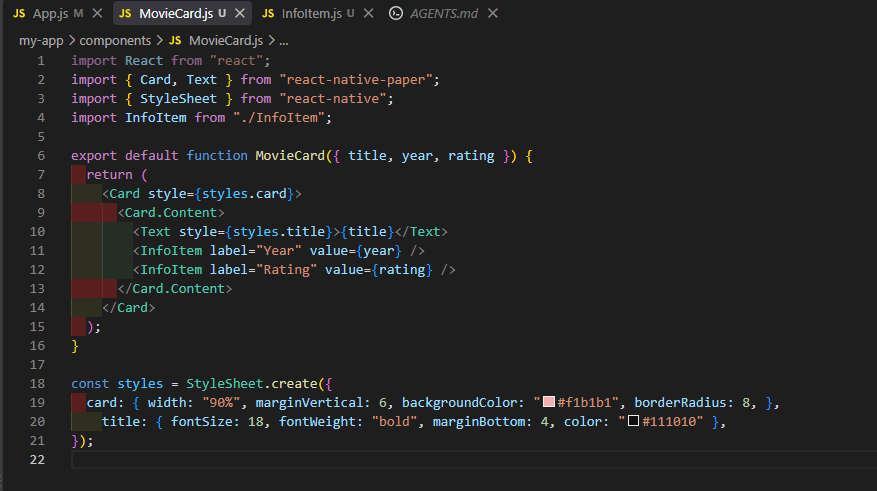 JS App.js M × JS MovieCard.js U × JS InfoItem.js U × AGENTS.md ×
my-app > components > JS MovieCard.js > ...
1 import React from "react";
2 import { Card, Text } from "react-native-paper";
3 import { StyleSheet } from "react-native";
4 import InfoItem from "./InfoItem";
5
6 export default function MovieCard({ title, year, rating }) {
7   return (
8     <Card style={styles.card}>
9       <Card.Content>
10         <Text style={styles.title}>{title}</Text>
11         <InfoItem label="Year" value={year} />
12         <InfoItem label="Rating" value={rating} />
13       </Card.Content>
14     </Card>
15   );
16 }
17
18 const styles = StyleSheet.create({
19   card: { width: "90%", marginVertical: 6, backgroundColor: "#f1b1b1", borderRadius: 8, },
20     title: { fontSize: 18, fontWeight: "bold", marginBottom: 4, color: "#111010" },
21 });
22